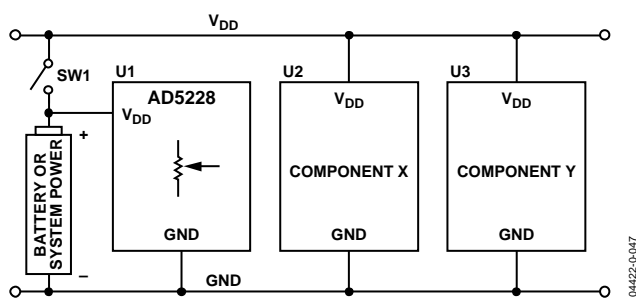 VDD
SW1
U1
AD5228
VDD
GND
U2
VDD
COMPONENT X
GND
U3
VDD
COMPONENT Y
GND
+
BATTERY OR
SYSTEM POWER
–
GND
04422-0-047